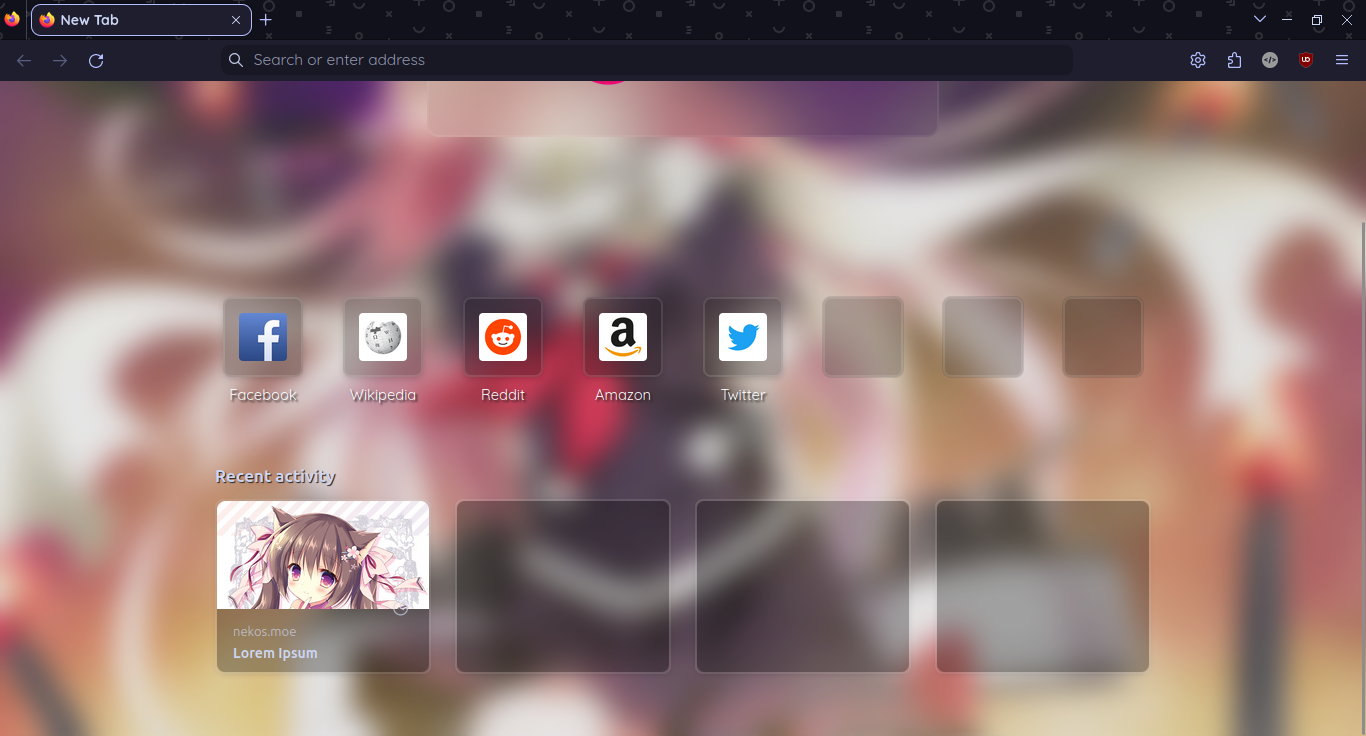 New Tab
Search or enter address
Facebook
Wikipedia
Reddit
Amazon
Twitter
Recent activity
nekos.moe
Lorem Ipsum